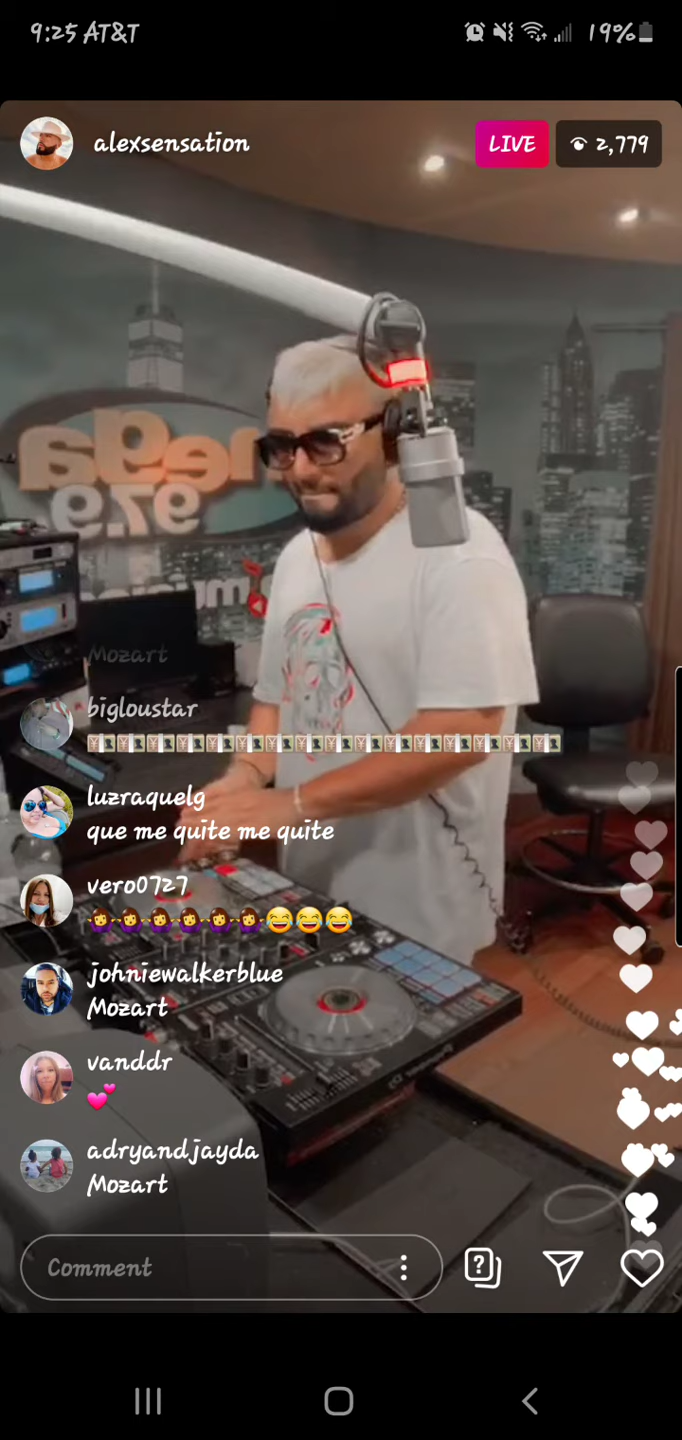 9:25 AT&T
19%
alexsensation
LIVE
2,779
mega
97.9
Mozart
bigloustar
💴💵💴💵💴💵💴💵💴💵💴💵💴💵💴💵💴💵💴💵💴💵💴💵💴💵💴💵💴💵💴💵
luzraquelg
que me quite me quite
vero0727
🤷‍♀️🤷‍♀️🤷‍♀️🤷‍♀️🤷‍♀️🤷‍♀️😂😂😂
johniewalkerblue
Mozart
vanddr
💕
adryandjayda
Mozart
Comment